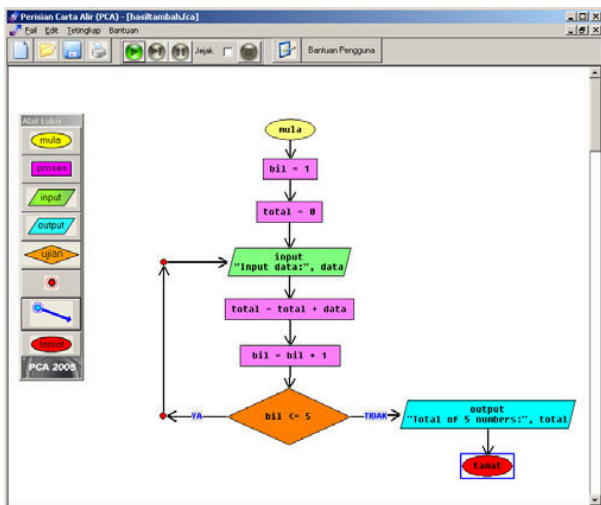 Perisian Carta Alir (PCA) - [hasiltambah.fca]
Fail Edit Tetingkap Bantuan
Jejak Bantuan Pengguna
Alat Lukis
mula
proses
input
output
ujian
tamat
PCA 2005
mula
bil = 1
total = 0
input
"Input data:", data
total = total + data
bil = bil + 1
bil <= 5
YA
TIDAK
output
"Total of 5 numbers:", total
tamat